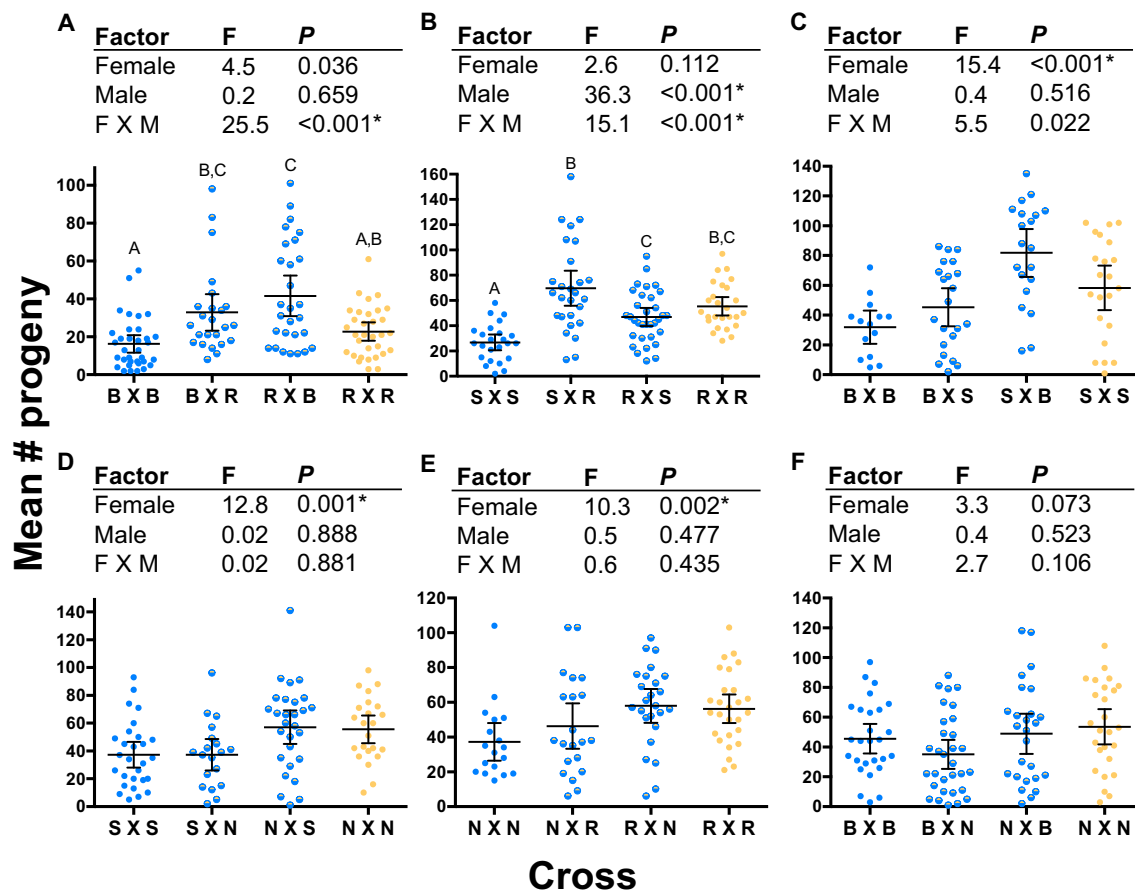 A
Factor F P
Female 4.5 0.036
Male 0.2 0.659
F X M 25.5 <0.001*
100
80
60
40
20
0
A
B,C
C
A,B
B X B B X R R X B R X R
B
Factor F P
Female 2.6 0.112
Male 36.3 <0.001*
F X M 15.1 <0.001*
160
140
120
100
80
60
40
20
0
A
B
C
B,C
S X S S X R R X S R X R
C
Factor F P
Female 15.4 <0.001*
Male 0.4 0.516
F X M 5.5 0.022
140
120
100
80
60
40
20
0
B X B B X S S X B S X S
Mean # progeny
D
Factor F P
Female 12.8 0.001*
Male 0.02 0.888
F X M 0.02 0.881
140
120
100
80
60
40
20
0
S X S S X N N X S N X N
E
Factor F P
Female 10.3 0.002*
Male 0.5 0.477
F X M 0.6 0.435
120
100
80
60
40
20
0
N X N N X R R X N R X R
F
Factor F P
Female 3.3 0.073
Male 0.4 0.523
F X M 2.7 0.106
140
120
100
80
60
40
20
0
B X B B X N N X B N X N
Cross